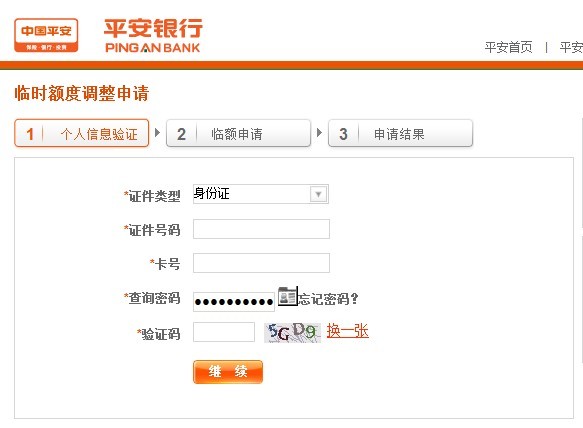 中国平安 平安银行
保险·银行·投资 PING AN BANK
平安首页 | 平安
临时额度调整申请
1 个人信息验证 2 临额申请 3 申请结果
*证件类型 身份证
*证件号码
*卡号
*查询密码 ●●●●●●●●●● 忘记密码？
*验证码 5GD9 换一张
继 续